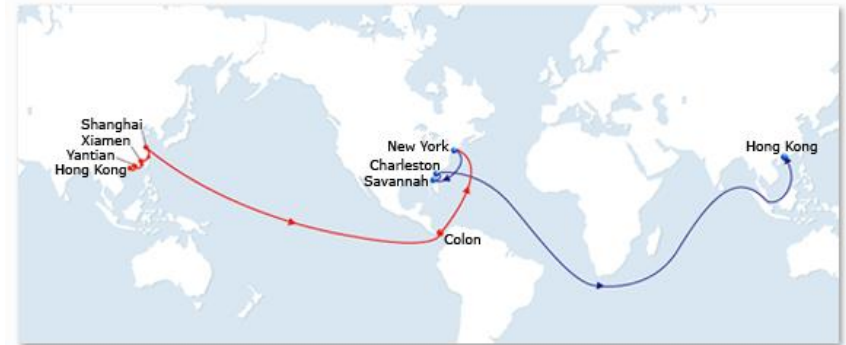 Shanghai
Xiamen
Yantian
Hong Kong
New York
Charleston
Savannah
Colon
Hong Kong